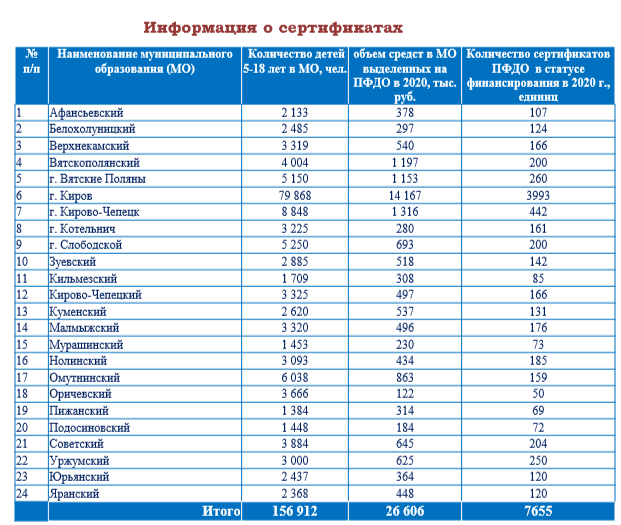 Информация о сертификатах
№ п/п Наименование муниципального образования (МО) Количество детей 5-18 лет в МО, чел. объем средст в МО выделенных на ПФДО в 2020, тыс. руб. Количество сертификатов ПФДО в статусе финансирования в 2020 г., единиц
1 Афансьевский 2 133 378 107
2 Белохолуницкий 2 485 297 124
3 Верхнекамский 3 319 540 166
4 Вятскополянский 4 004 1 197 200
5 г. Вятские Поляны 5 150 1 153 260
6 г. Киров 79 868 14 167 3993
7 г. Кирово-Чепецк 8 848 1 316 442
8 г. Котельнич 3 225 280 161
9 г. Слободской 5 250 693 200
10 Зуевский 2 885 518 142
11 Кильмезский 1 709 308 85
12 Кирово-Чепецкий 3 325 497 166
13 Куменский 2 620 537 131
14 Малмыжский 3 320 496 176
15 Мурашинский 1 453 230 73
16 Нолинский 3 093 434 185
17 Омутнинский 6 038 863 159
18 Оричевский 3 666 122 50
19 Пижанский 1 384 314 69
20 Подосиновский 1 448 184 72
21 Советский 3 884 645 204
22 Уржумский 3 000 625 250
23 Юрьянский 2 437 364 120
24 Яранский 2 368 448 120
Итого 156 912 26 606 7655